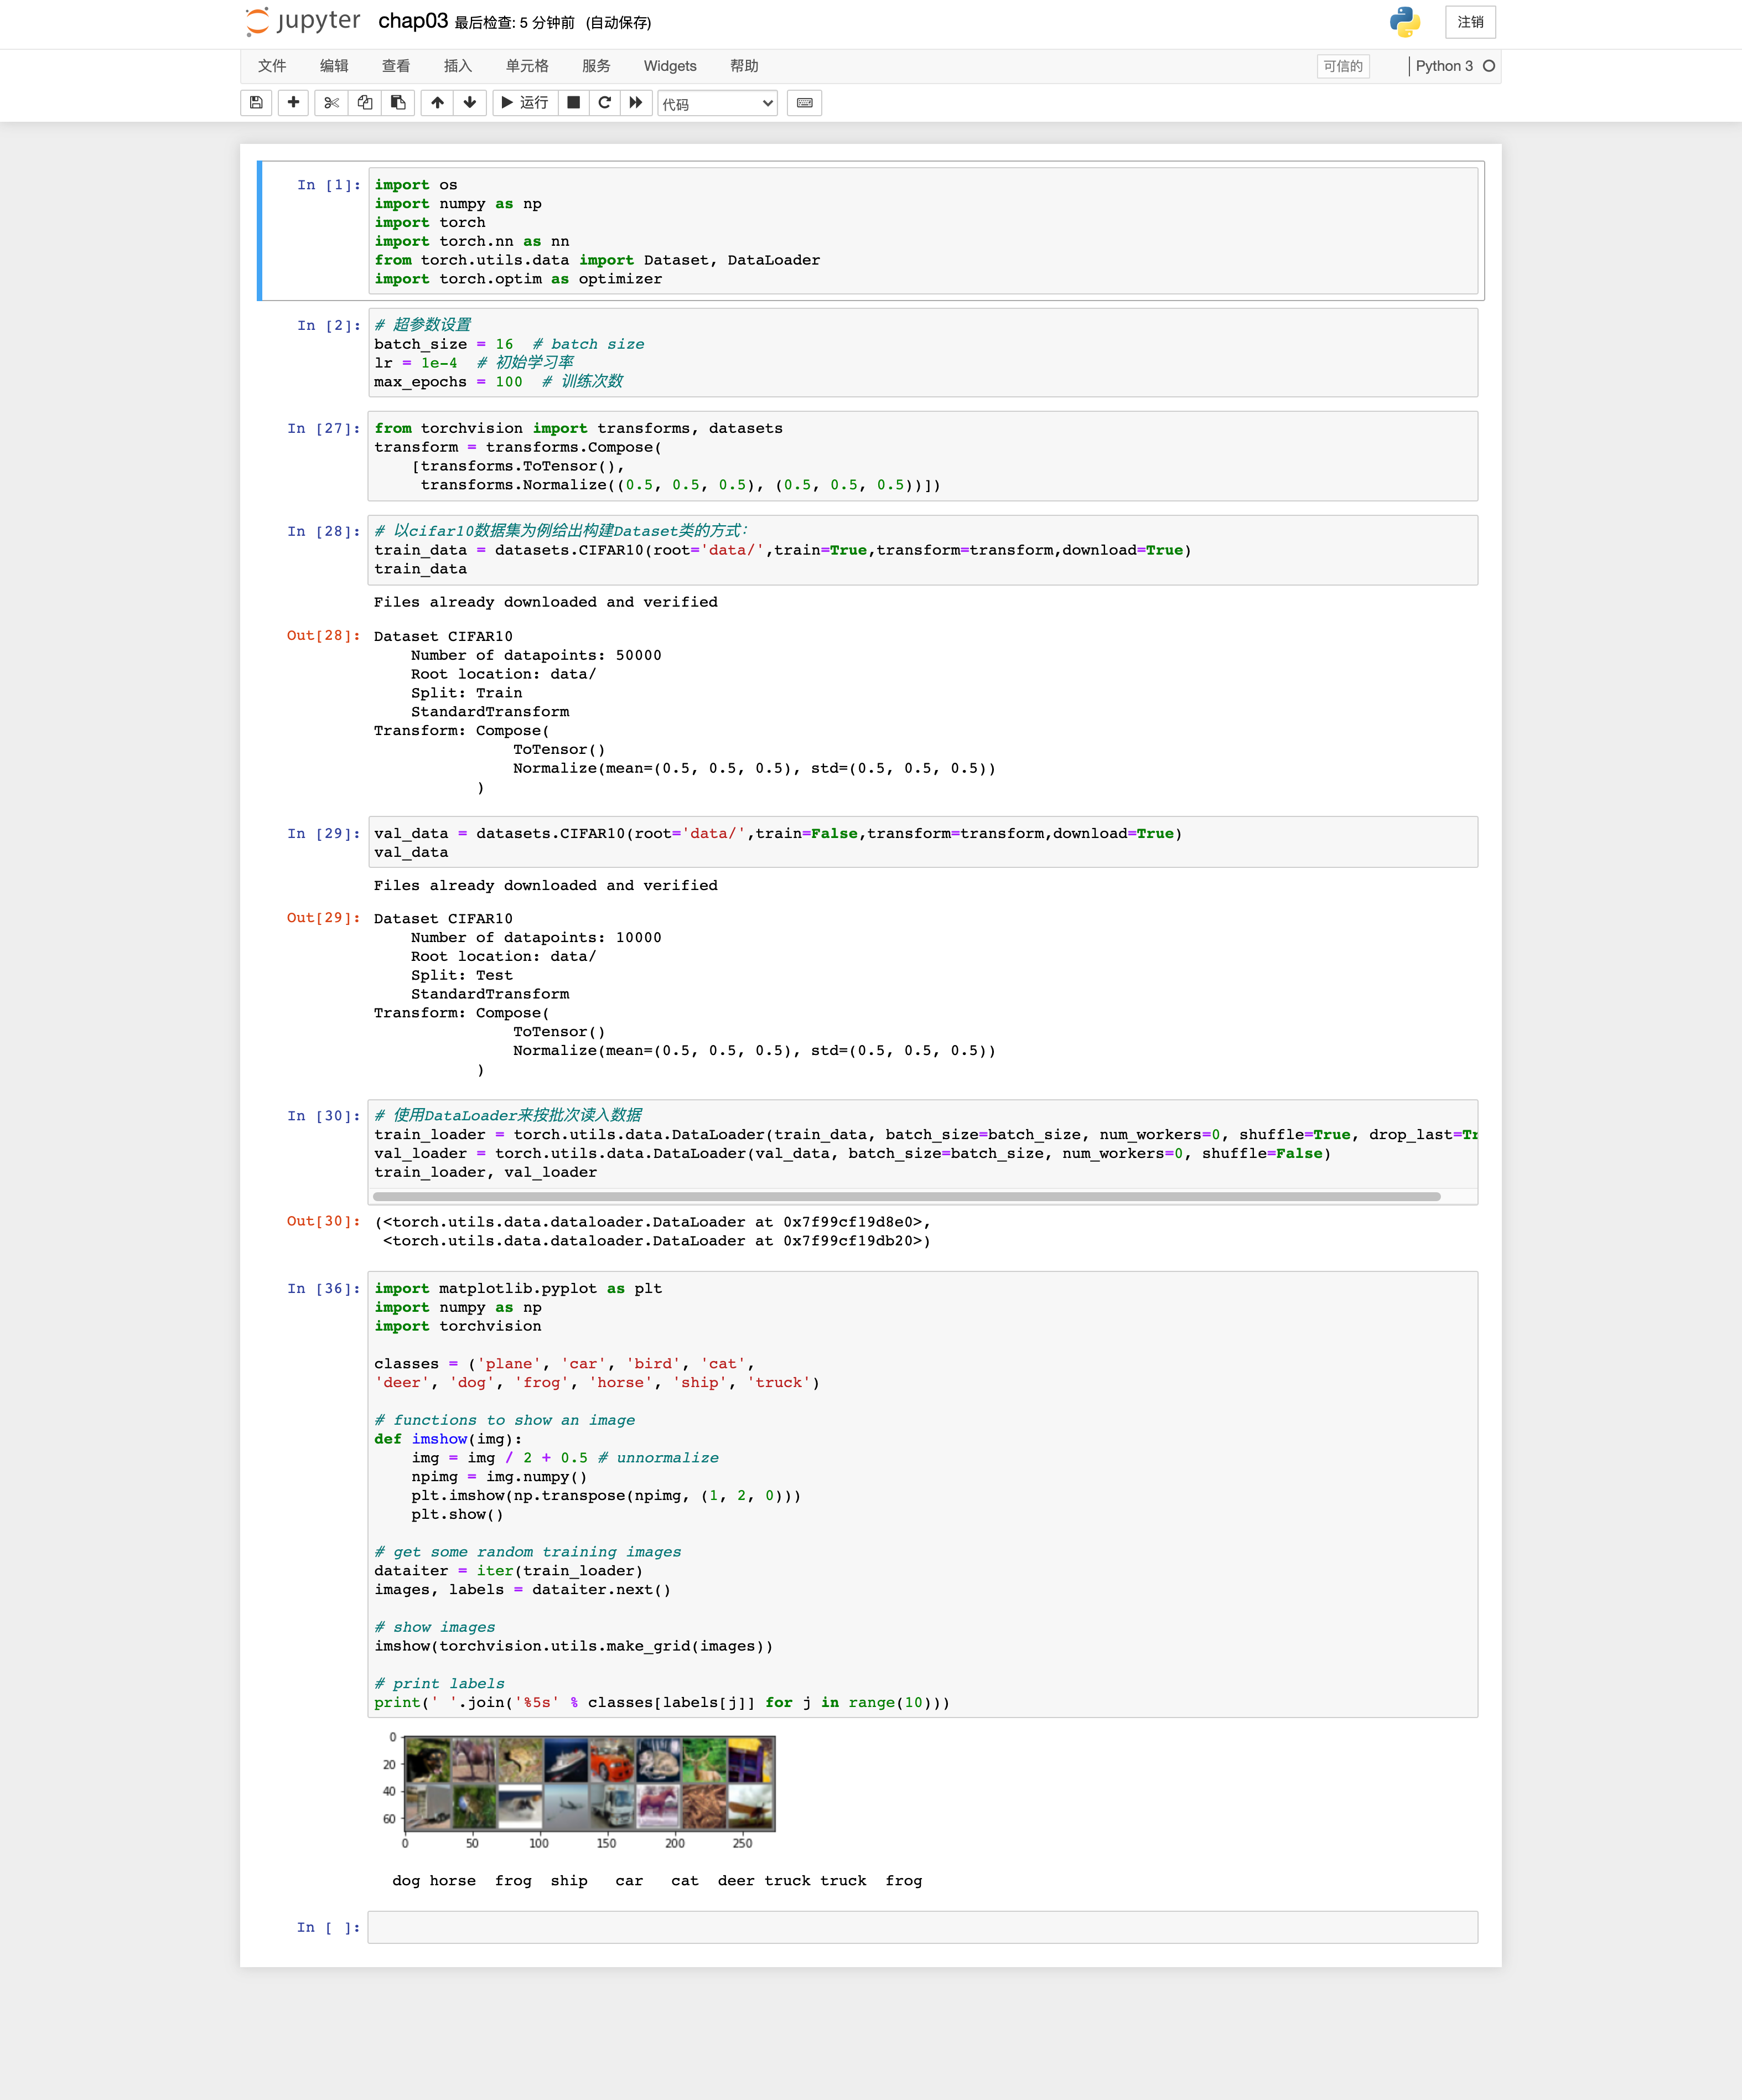 jupyter chap03 最后检查: 5 分钟前 (自动保存) 注销
文件 编辑 查看 插入 单元格 服务 Widgets 帮助 可信的 Python 3
运行 代码
In [1]: import os
import numpy as np
import torch
import torch.nn as nn
from torch.utils.data import Dataset, DataLoader
import torch.optim as optimizer
In [2]: # 超参数设置
batch_size = 16  # batch size
lr = 1e-4  # 初始学习率
max_epochs = 100  # 训练次数
In [27]: from torchvision import transforms, datasets
transform = transforms.Compose(
    [transforms.ToTensor(),
     transforms.Normalize((0.5, 0.5, 0.5), (0.5, 0.5, 0.5))])
In [28]: # 以cifar10数据集为例给出构建Dataset类的方式：
train_data = datasets.CIFAR10(root='data/',train=True,transform=transform,download=True)
train_data
Files already downloaded and verified
Out[28]: Dataset CIFAR10
    Number of datapoints: 50000
    Root location: data/
    Split: Train
    StandardTransform
Transform: Compose(
               ToTensor()
               Normalize(mean=(0.5, 0.5, 0.5), std=(0.5, 0.5, 0.5))
           )
In [29]: val_data = datasets.CIFAR10(root='data/',train=False,transform=transform,download=True)
val_data
Files already downloaded and verified
Out[29]: Dataset CIFAR10
    Number of datapoints: 10000
    Root location: data/
    Split: Test
    StandardTransform
Transform: Compose(
               ToTensor()
               Normalize(mean=(0.5, 0.5, 0.5), std=(0.5, 0.5, 0.5))
           )
In [30]: # 使用DataLoader来按批次读入数据
train_loader = torch.utils.data.DataLoader(train_data, batch_size=batch_size, num_workers=0, shuffle=True, drop_last=Tr
val_loader = torch.utils.data.DataLoader(val_data, batch_size=batch_size, num_workers=0, shuffle=False)
train_loader, val_loader
Out[30]: (<torch.utils.data.dataloader.DataLoader at 0x7f99cf19d8e0>,
 <torch.utils.data.dataloader.DataLoader at 0x7f99cf19db20>)
In [36]: import matplotlib.pyplot as plt
import numpy as np
import torchvision
classes = ('plane', 'car', 'bird', 'cat',
'deer', 'dog', 'frog', 'horse', 'ship', 'truck')
# functions to show an image
def imshow(img):
    img = img / 2 + 0.5 # unnormalize
    npimg = img.numpy()
    plt.imshow(np.transpose(npimg, (1, 2, 0)))
    plt.show()
# get some random training images
dataiter = iter(train_loader)
images, labels = dataiter.next()
# show images
imshow(torchvision.utils.make_grid(images))
# print labels
print(' '.join('%5s' % classes[labels[j]] for j in range(10)))
0
20
40
60
0 50 100 150 200 250
  dog horse  frog  ship   car   cat  deer truck truck  frog
In [ ]: